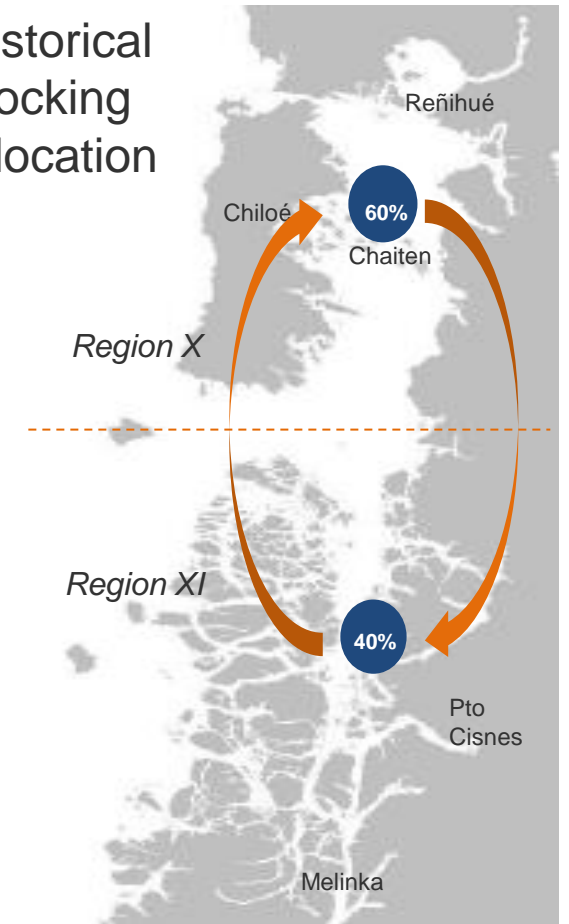 istorical
ocking
location
Reñihué
Chiloé
60%
Chaiten
Region X
Region XI
40%
Pto
Cisnes
Melinka